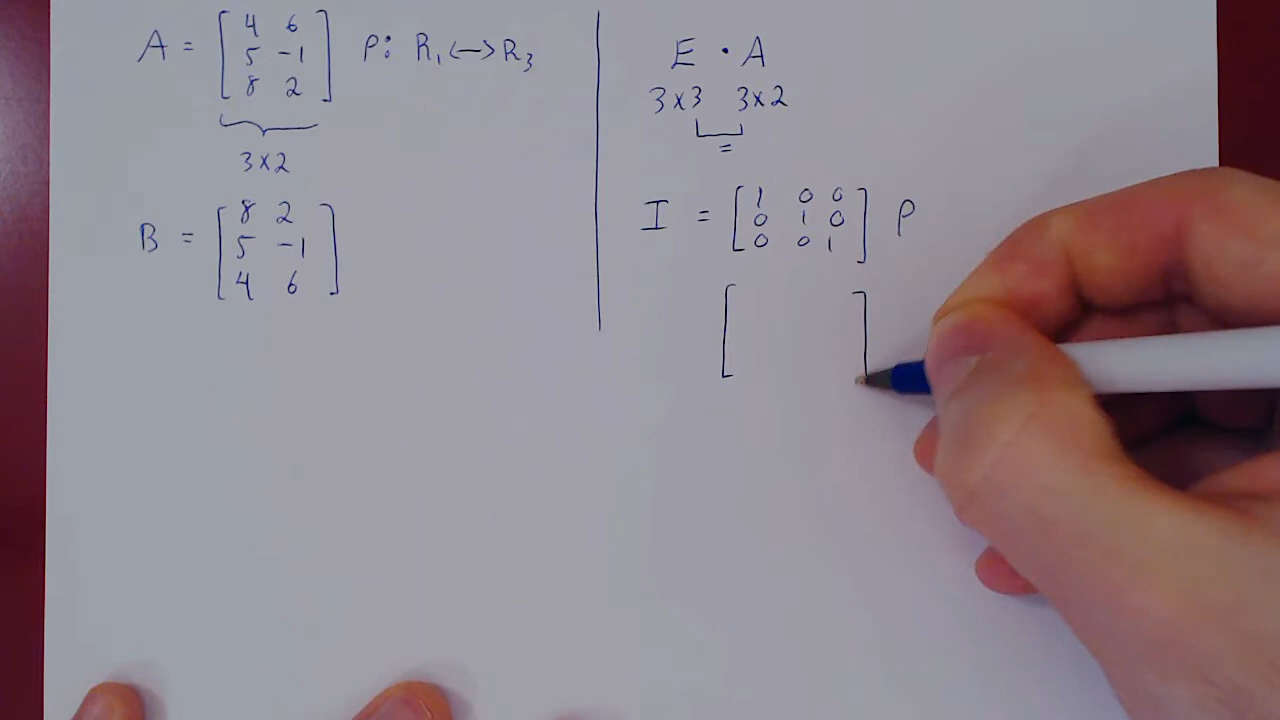 A = [ 4 6
5 -1
8 2 ] P: R₁ <-> R₃
3x2
B = [ 8 2
5 -1
4 6 ]
E · A
3x3 3x2
=
I = [ 1 0 0
0 1 0
0 0 1 ] P
[ ]